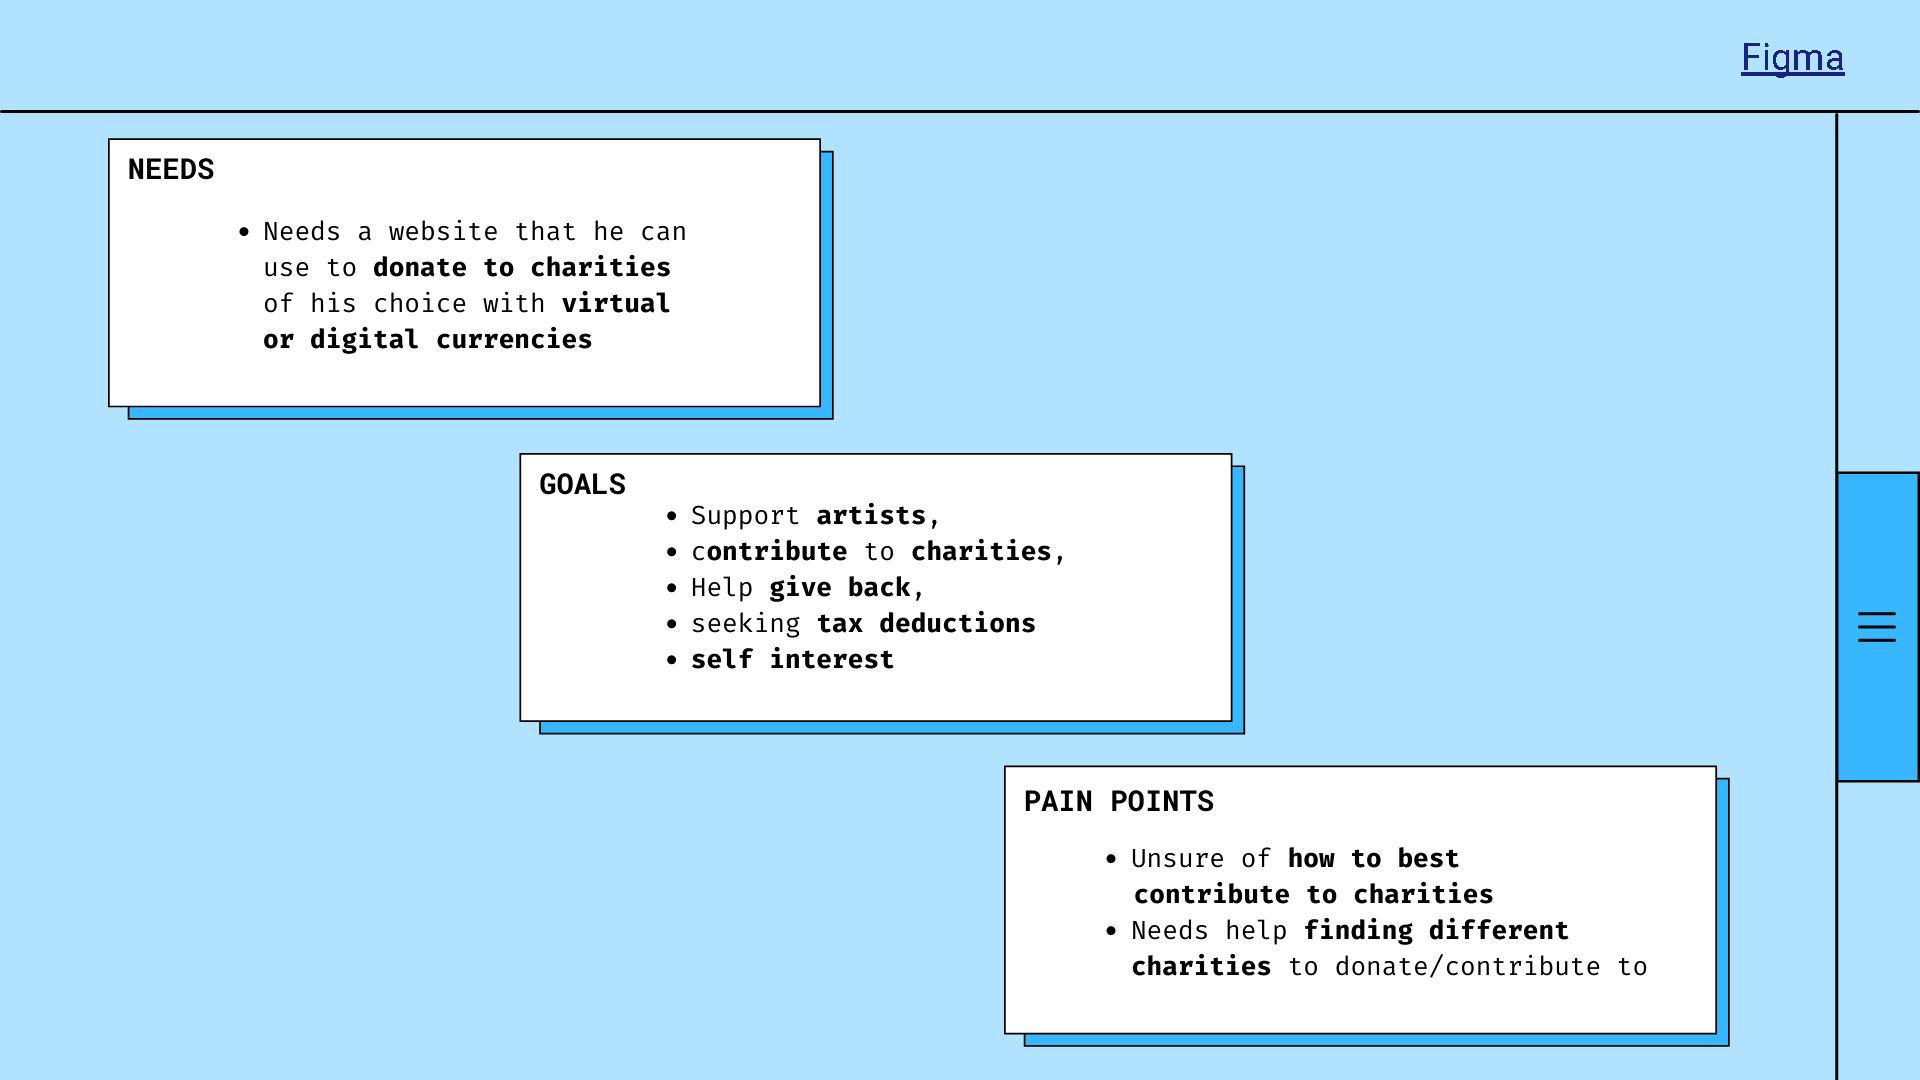 Figma
NEEDS
• Needs a website that he can
use to donate to charities
of his choice with virtual
or digital currencies
GOALS
• Support artists,
• contribute to charities,
• Help give back,
• seeking tax deductions
• self interest
PAIN POINTS
• Unsure of how to best
contribute to charities
• Needs help finding different
charities to donate/contribute to